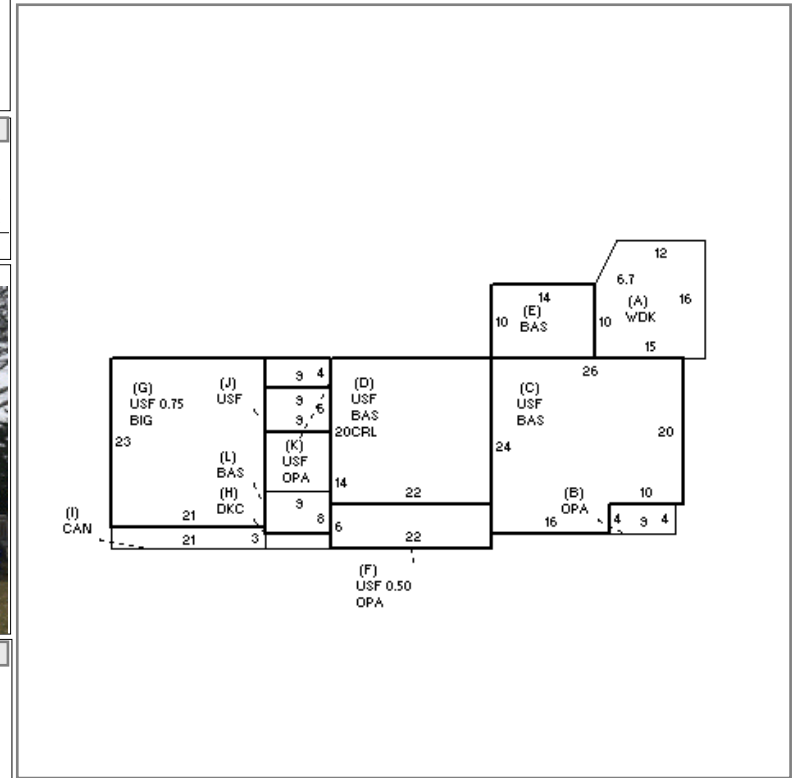 12
6.7
(A)
WDK
16
14
(E)
BAS
10
10
15
26
(G)
USF 0.75
BIG
(J)
USF
9 4
(D)
USF
BAS
20CRL
(C)
USF
BAS
9
6
9
23
24
20
(K)
USF
OPA
(L)
BAS
(H)
DKC
14
22
9
8
(B)
OPA
10
(I)
CAN
21
21
3
6
22
16
4 9 4
(F)
USF 0.50
OPA